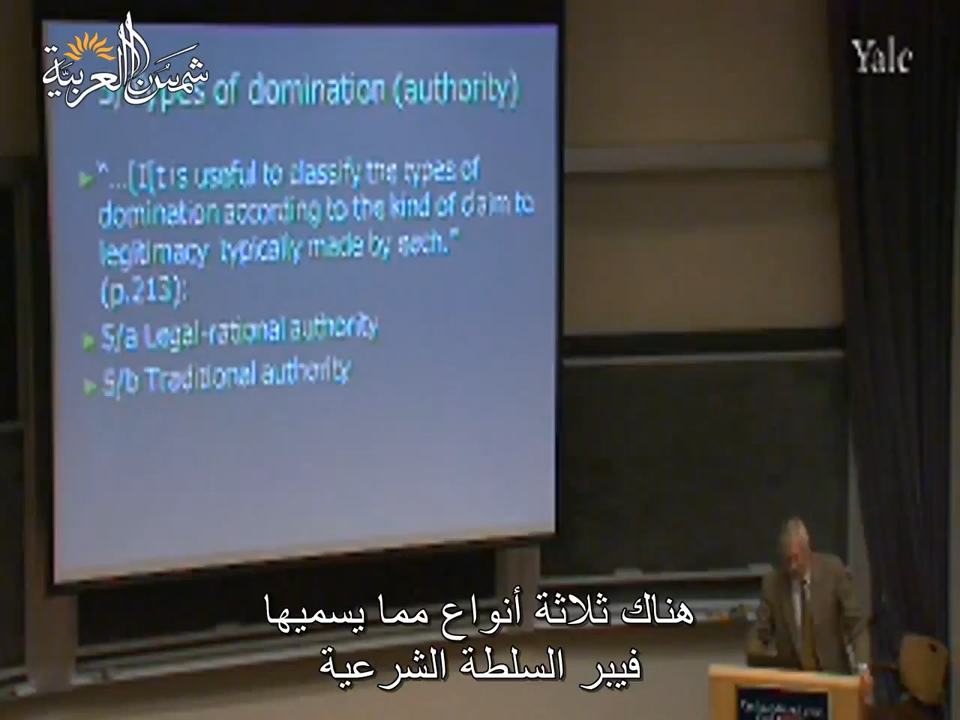 شمس العربية
Yale
5/ Types of domination (authority)
"...[I[t is useful to classify the types of
domination according to the kind of claim to
legitimacy typically made by each."
(p.213):
5/a Legal-rational authority
5/b Traditional authority
هناك ثلاثة أنواع مما يسميها
فيبر السلطة الشرعية